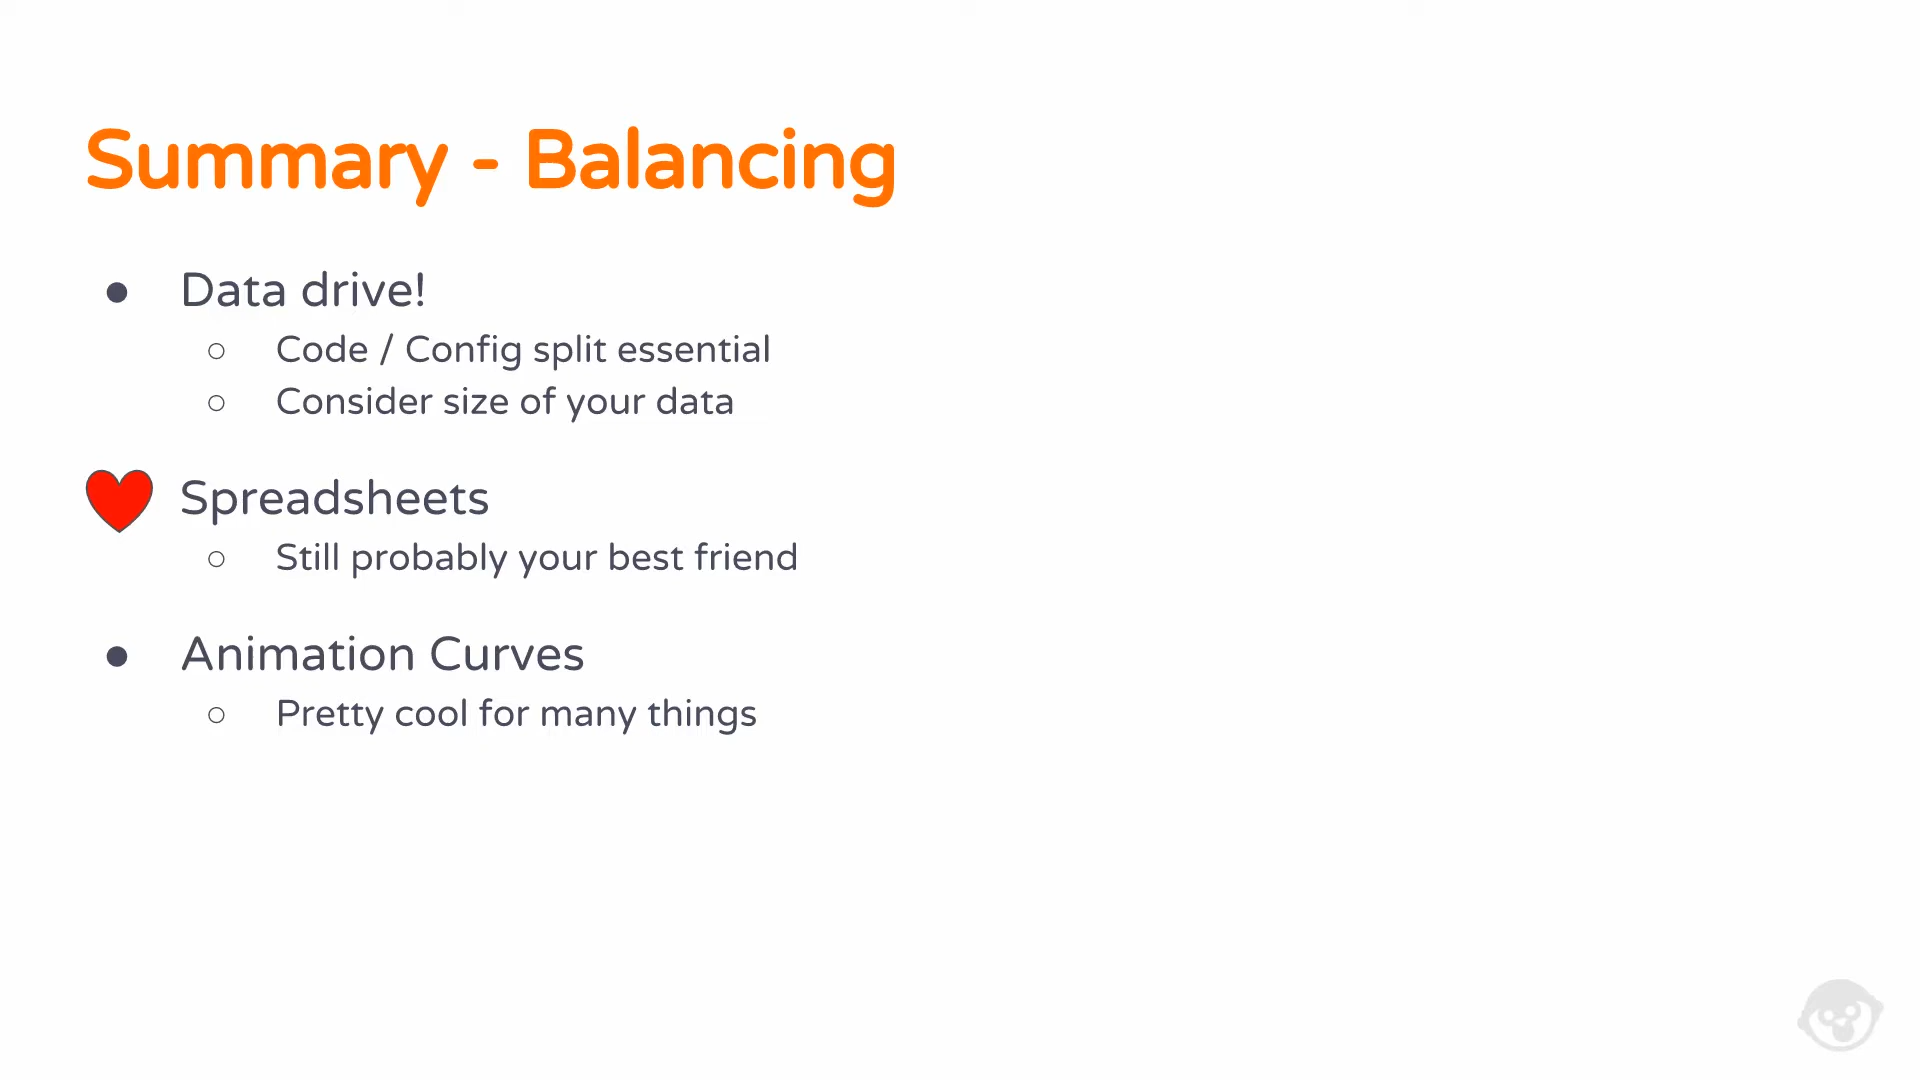 Summary - Balancing
● Data drive!
○ Code / Config split essential
○ Consider size of your data
Spreadsheets
○ Still probably your best friend
● Animation Curves
○ Pretty cool for many things